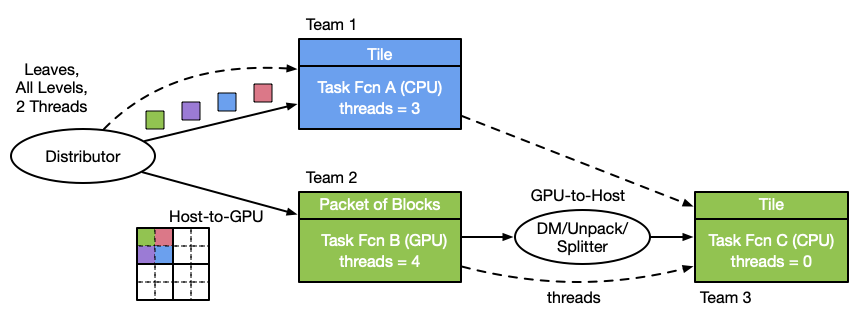 Team 1
Leaves,
All Levels,
2 Threads
Tile
Task Fcn A (CPU)
threads = 3
Distributor
Team 2
Host-to-GPU
Packet of Blocks
Task Fcn B (GPU)
threads = 4
GPU-to-Host
DM/Unpack/
Splitter
threads
Tile
Task Fcn C (CPU)
threads = 0
Team 3